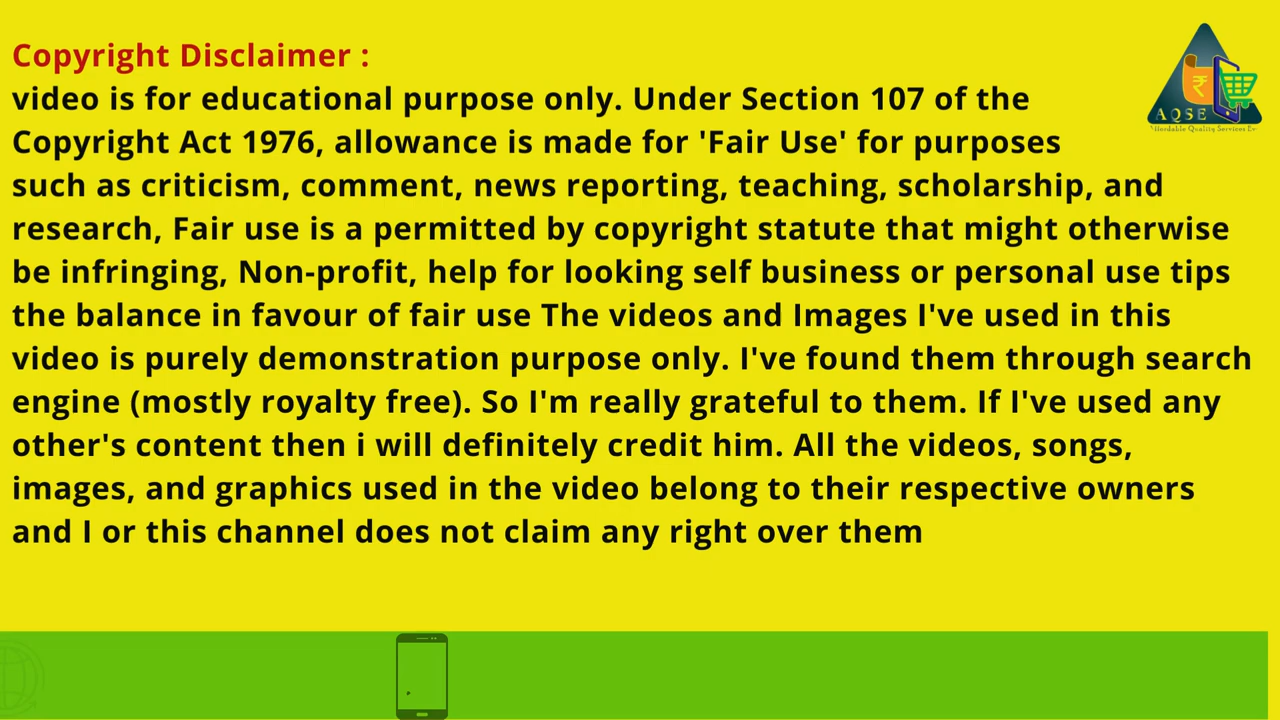 Copyright Disclaimer :
video is for educational purpose only. Under Section 107 of the
Copyright Act 1976, allowance is made for 'Fair Use' for purposes
such as criticism, comment, news reporting, teaching, scholarship, and
research, Fair use is a permitted by copyright statute that might otherwise
be infringing, Non-profit, help for looking self business or personal use tips
the balance in favour of fair use The videos and Images I've used in this
video is purely demonstration purpose only. I've found them through search
engine (mostly royalty free). So I'm really grateful to them. If I've used any
other's content then i will definitely credit him. All the videos, songs,
images, and graphics used in the video belong to their respective owners
and I or this channel does not claim any right over them
₹
AQSE
Quality Services